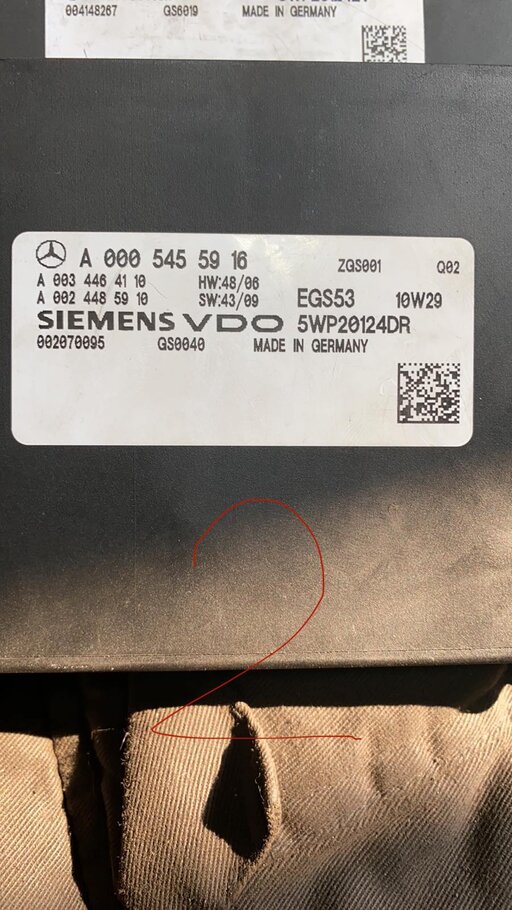 004148267 GS6019 MADE IN GERMANY
A 000 545 59 16 ZGS001 Q02
A 003 446 41 10 HW:48/06
A 002 448 59 10 SW:43/09 EGS53 10W29
SIEMENS VDO 5WP20124DR
002070095 GS0040 MADE IN GERMANY
2